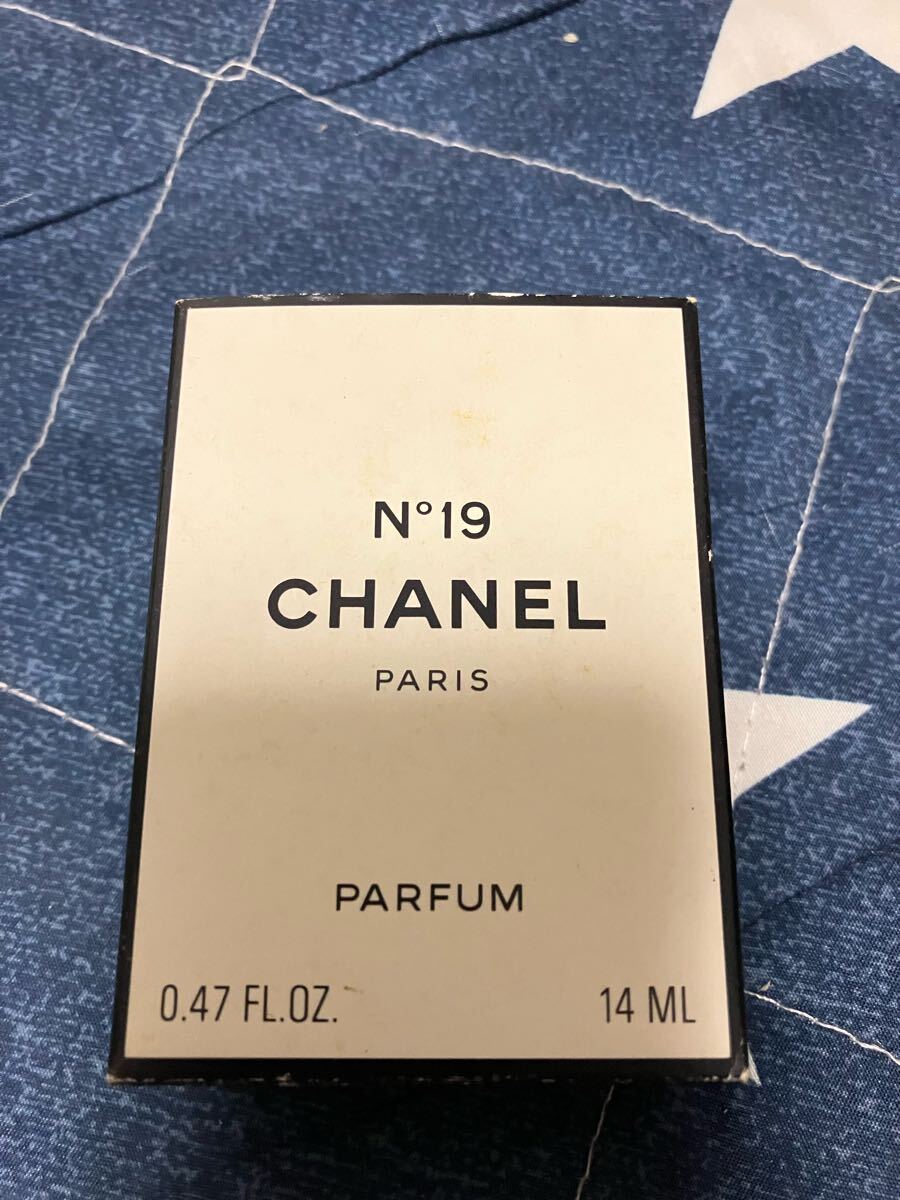 N°19
CHANEL
PARIS
PARFUM
0.47 FL.OZ. 14 ML